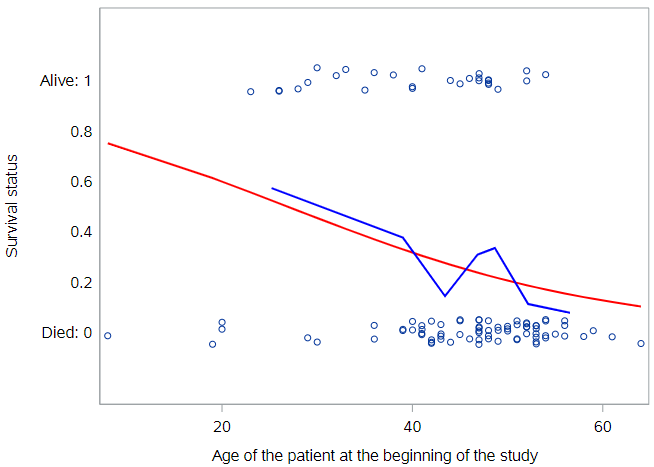 Survival status
Alive: 1
0.8
0.6
0.4
0.2
Died: 0
20
40
60
Age of the patient at the beginning of the study